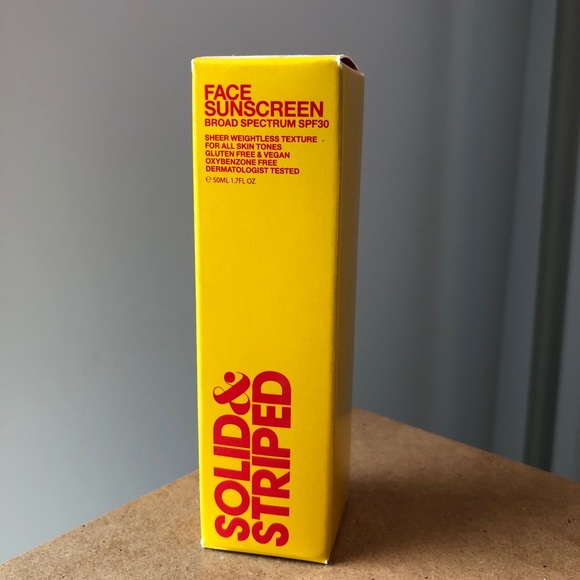 FACE
SUNSCREEN
BROAD SPECTRUM SPF30
SHEER WEIGHTLESS TEXTURE
FOR ALL SKIN TONES
GLUTEN FREE & VEGAN
OXYBENZONE FREE
DERMATOLOGIST TESTED
℮ 50ML 1.7FL OZ
SOLID&
STRIPED